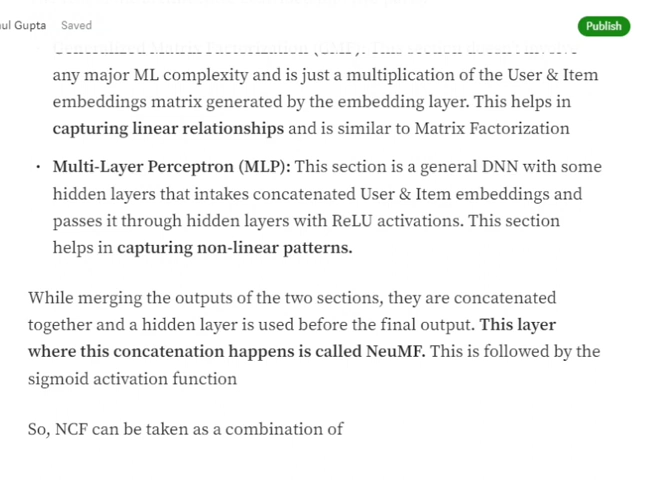 ul Gupta Saved Publish
any major ML complexity and is just a multiplication of the User & Item
embeddings matrix generated by the embedding layer. This helps in
capturing linear relationships and is similar to Matrix Factorization
• Multi-Layer Perceptron (MLP): This section is a general DNN with some
hidden layers that intakes concatenated User & Item embeddings and
passes it through hidden layers with ReLU activations. This section
helps in capturing non-linear patterns.
While merging the outputs of the two sections, they are concatenated
together and a hidden layer is used before the final output. This layer
where this concatenation happens is called NeuMF. This is followed by the
sigmoid activation function
So, NCF can be taken as a combination of